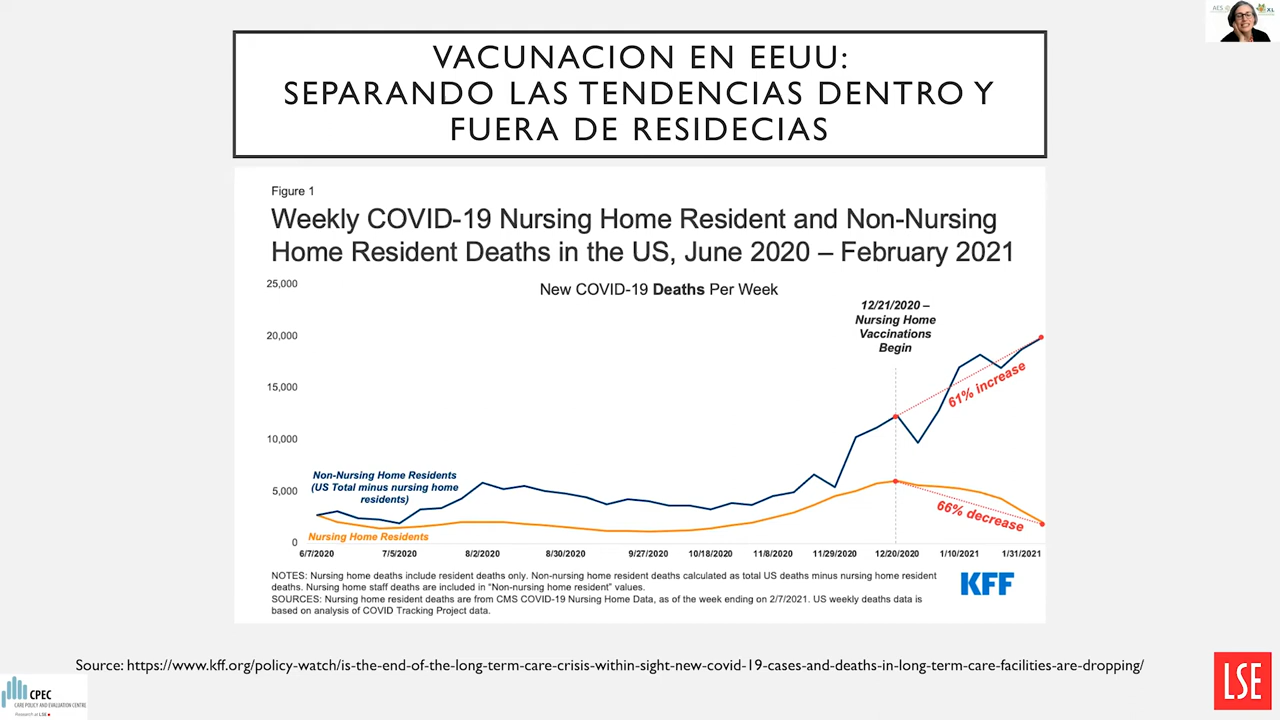 VACUNACION EN EEUU:
SEPARANDO LAS TENDENCIAS DENTRO Y
FUERA DE RESIDECIAS
Figure 1
Weekly COVID-19 Nursing Home Resident and Non-Nursing
Home Resident Deaths in the US, June 2020 – February 2021
New COVID-19 Deaths Per Week
25,000
20,000
15,000
10,000
5,000
0
12/21/2020 –
Nursing Home
Vaccinations
Begin
61% increase
66% decrease
Non-Nursing Home Residents
(US Total minus nursing home
residents)
Nursing Home Residents
6/7/2020 7/5/2020 8/2/2020 8/30/2020 9/27/2020 10/18/2020 11/8/2020 11/29/2020 12/20/2020 1/10/2021 1/31/2021
NOTES: Nursing home deaths include resident deaths only. Non-nursing home resident deaths calculated as total US deaths minus nursing home resident
deaths. Nursing home staff deaths are included in "Non-nursing home resident" values.
SOURCES: Nursing home resident deaths are from CMS COVID-19 Nursing Home Data, as of the week ending on 2/7/2021. US weekly deaths data is
based on analysis of COVID Tracking Project data.
KFF
Source: https://www.kff.org/policy-watch/is-the-end-of-the-long-term-care-crisis-within-sight-new-covid-19-cases-and-deaths-in-long-term-care-facilities-are-dropping/
CPEC
CARE POLICY AND EVALUATION CENTRE
Research at LSE
LSE
AES
XL